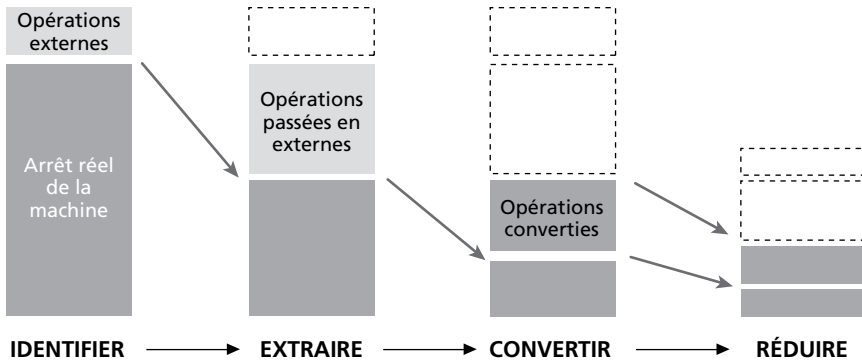 Opérations
externes
Arrêt réel
de la
machine
Opérations
passées en
externes
Opérations
converties
IDENTIFIER
EXTRAIRE
CONVERTIR
RÉDUIRE